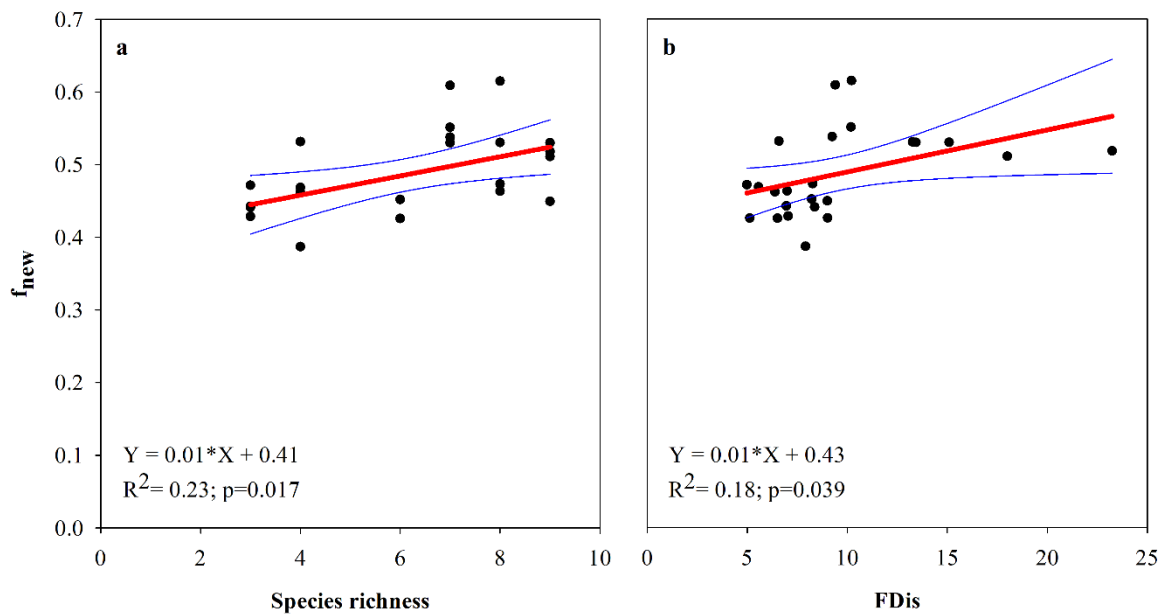 f_new
0.7
0.6
0.5
0.4
0.3
0.2
0.1
0.0
a
Y = 0.01*X + 0.41
R²= 0.23; p=0.017
0 2 4 6 8 10
Species richness
b
Y = 0.01*X + 0.43
R²= 0.18; p=0.039
0 5 10 15 20 25
FDis